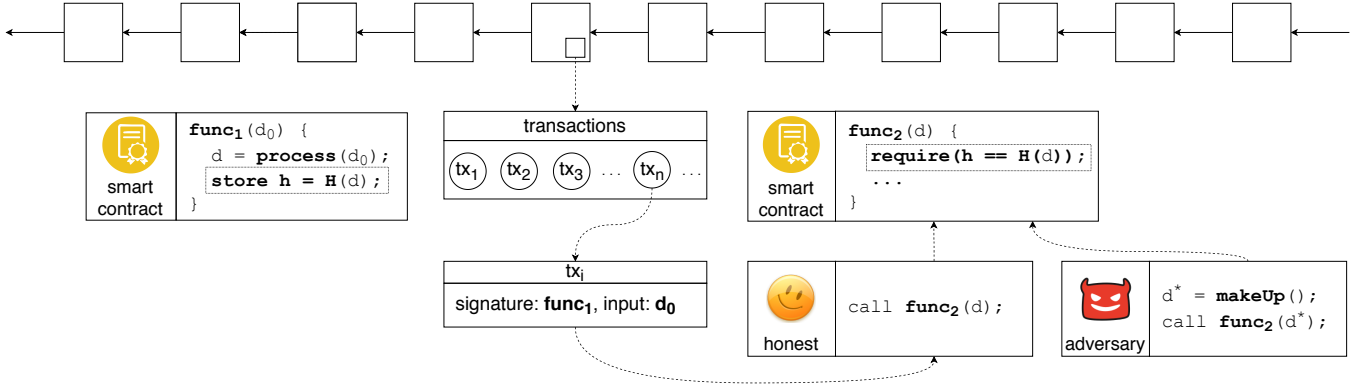 func₁(d₀) {
d = process(d₀);
store h = H(d);
}
smart
contract
transactions
tx₁ tx₂ tx₃ ... txₙ ...
txᵢ
signature: func₁, input: d₀
func₂(d) {
require(h == H(d));
...
}
smart
contract
call func₂(d);
honest
d* = makeUp();
call func₂(d*);
adversary